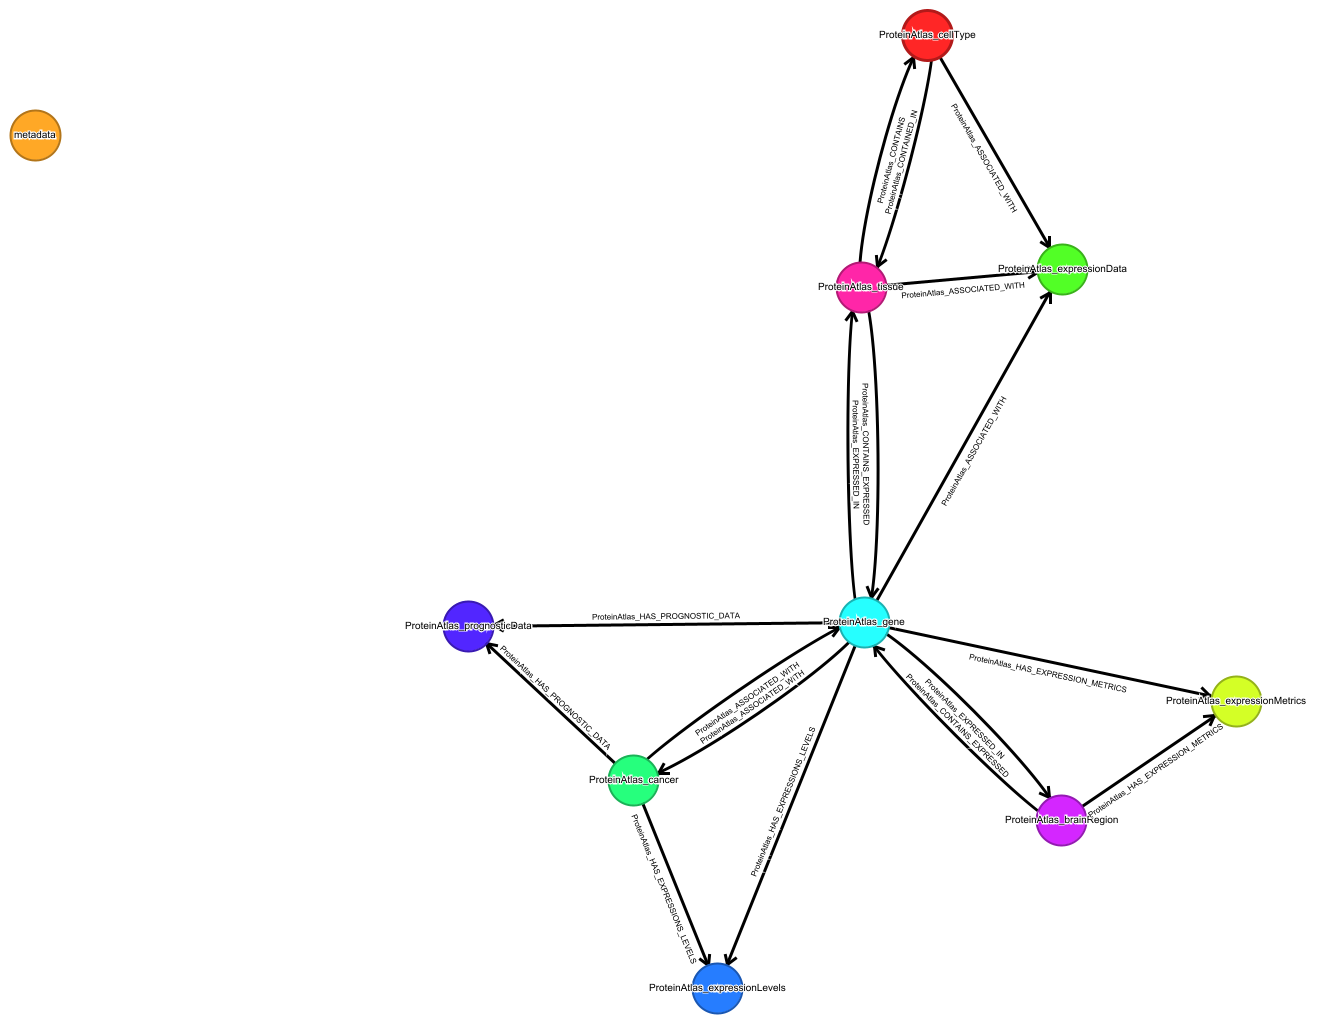 ProteinAtlas_cellType
metadata
ProteinAtlas_CONTAINS
ProteinAtlas_CONTAINED_IN
ProteinAtlas_ASSOCIATED_WITH
ProteinAtlas_expressionData
ProteinAtlas_tissue
ProteinAtlas_ASSOCIATED_WITH
ProteinAtlas_CONTAINS_EXPRESSED
ProteinAtlas_EXPRESSED_IN
ProteinAtlas_ASSOCIATED_WITH
ProteinAtlas_HAS_PROGNOSTIC_DATA
ProteinAtlas_prognosticData
ProteinAtlas_gene
ProteinAtlas_HAS_PROGNOSTIC_DATA
ProteinAtlas_ASSOCIATED_WITH
ProteinAtlas_ASSOCIATED_WITH
ProteinAtlas_HAS_EXPRESSION_METRICS
ProteinAtlas_expressionMetrics
ProteinAtlas_EXPRESSED_IN
ProteinAtlas_CONTAINS_EXPRESSED
ProteinAtlas_HAS_EXPRESSION_METRICS
ProteinAtlas_cancer
ProteinAtlas_HAS_EXPRESSIONS_LEVELS
ProteinAtlas_brainRegion
ProteinAtlas_HAS_EXPRESSIONS_LEVELS
ProteinAtlas_expressionLevels